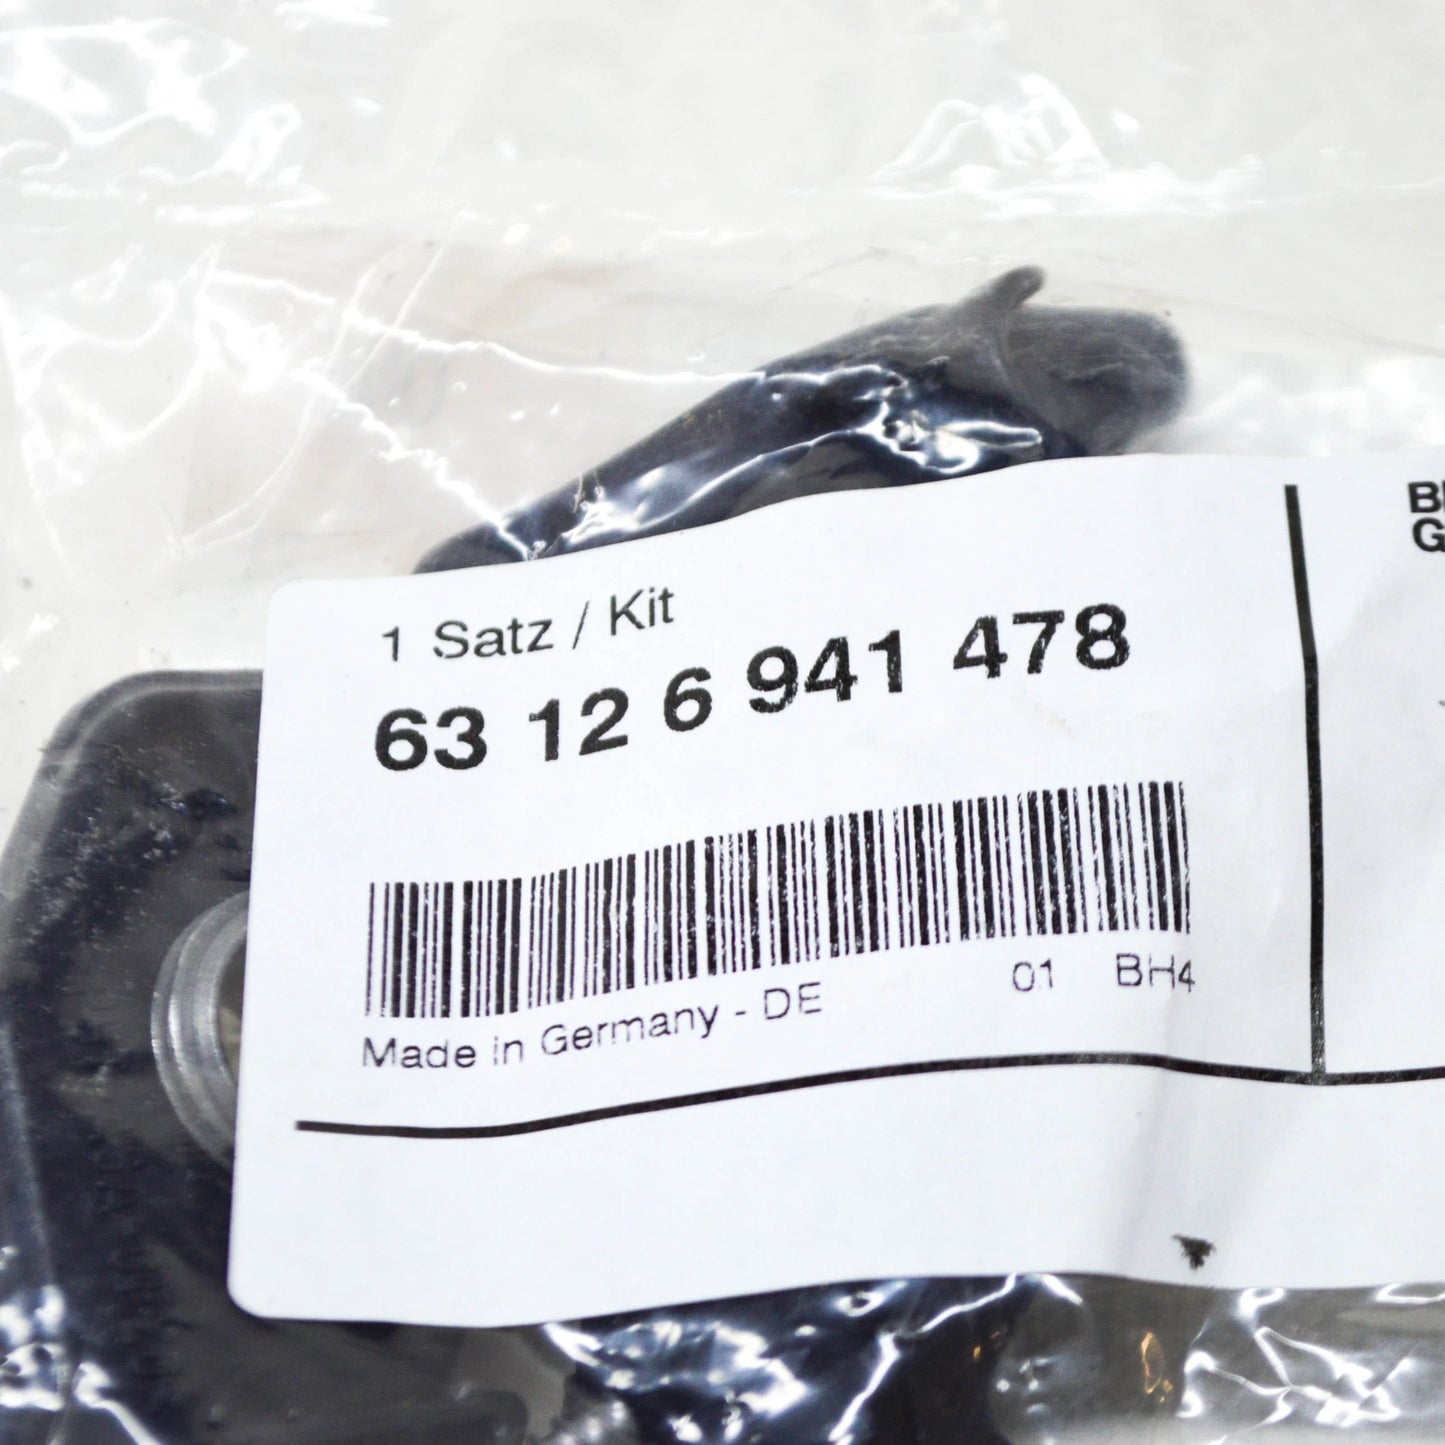 1 Satz / Kit
63 12 6 941 478
Made in Germany - DE 01 BH4